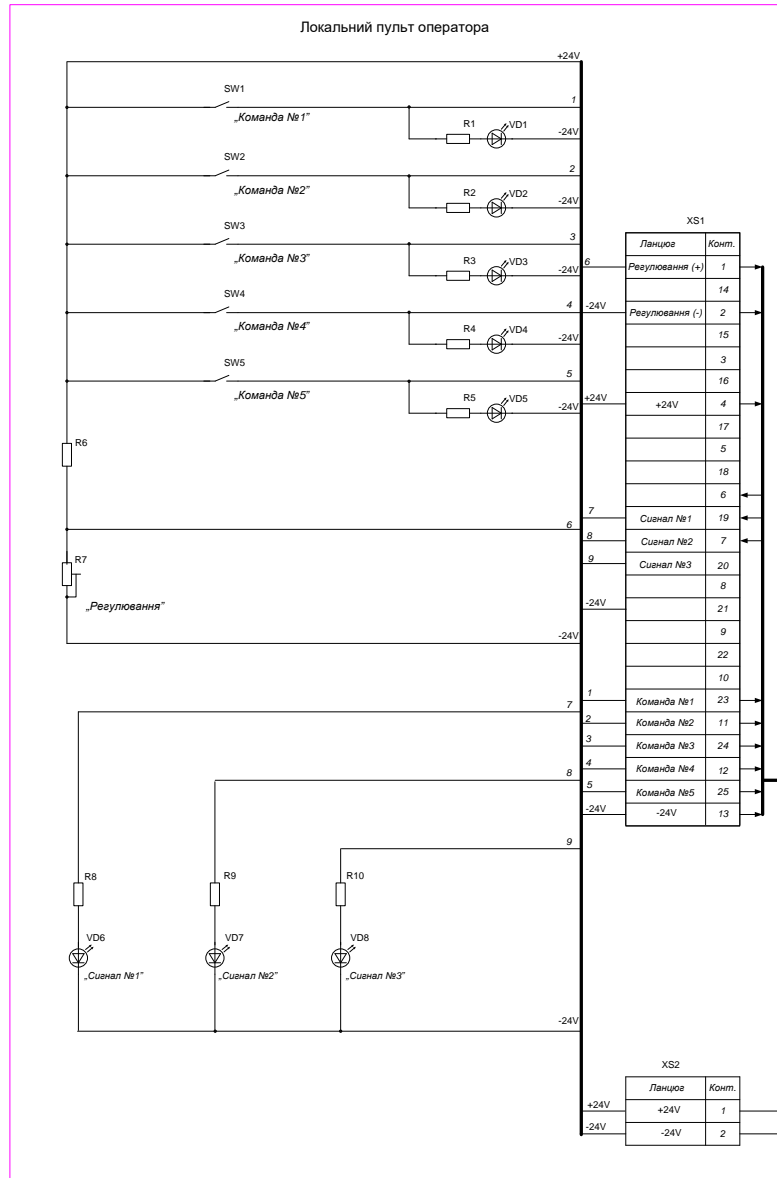 Локальний пульт оператора
+24V
SW1
1
„Команда №1”
R1
VD1
-24V
SW2
2
„Команда №2”
R2
VD2
-24V
SW3
3
„Команда №3”
R3
VD3
-24V
SW4
4
„Команда №4”
R4
VD4
-24V
SW5
5
„Команда №5”
R5
VD5
-24V
R6
6
R7
„Регулювання”
-24V
7
8
9
R8
R9
R10
VD6
VD7
VD8
„Сигнал №1”
„Сигнал №2”
„Сигнал №3”
-24V
XS1
Ланцюг Конт.
6 Регулювання (+) 1
14
-24V Регулювання (-) 2
15
3
16
+24V +24V 4
17
5
18
6
7 Сигнал №1 19
8 Сигнал №2 7
9 Сигнал №3 20
8
-24V 21
9
22
10
1 Команда №1 23
2 Команда №2 11
3 Команда №3 24
4 Команда №4 12
5 Команда №5 25
-24V -24V 13
XS2
Ланцюг Конт.
+24V +24V 1
-24V -24V 2